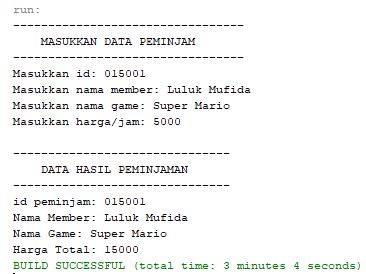 run:
---------------------------------
MASUKKAN DATA PEMINJAM
---------------------------------
Masukkan id: 015001
Masukkan nama member: Luluk Mufida
Masukkan nama game: Super Mario
Masukkan harga/jam: 5000
-------------------------------
DATA HASIL PEMINJAMAN
-------------------------------
id peminjam: 015001
Nama Member: Luluk Mufida
Nama Game: Super Mario
Harga Total: 15000
BUILD SUCCESSFUL (total time: 3 minutes 4 seconds)